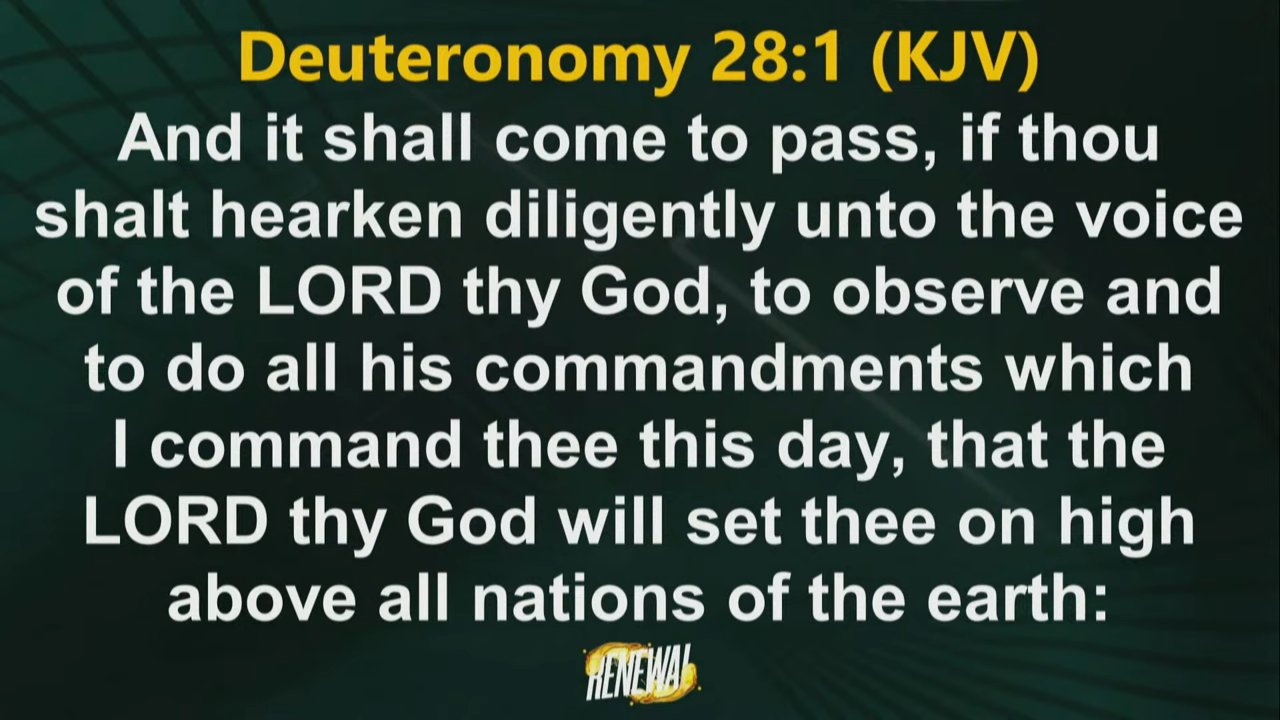 Deuteronomy 28:1 (KJV)
And it shall come to pass, if thou
shalt hearken diligently unto the voice
of the LORD thy God, to observe and
to do all his commandments which
I command thee this day, that the
LORD thy God will set thee on high
above all nations of the earth:
RENEWAL